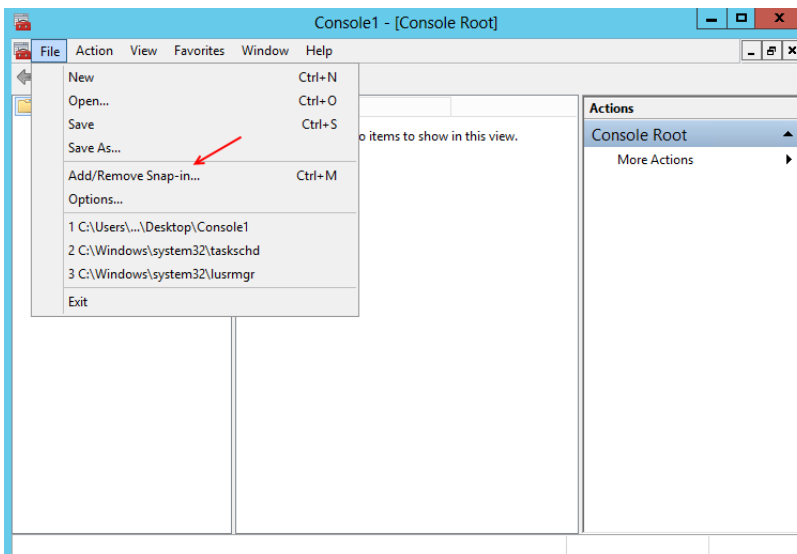 Console1 - [Console Root]
File Action View Favorites Window Help
New Ctrl+N
Open... Ctrl+O
Save Ctrl+S
Save As...
Add/Remove Snap-in... Ctrl+M
Options...
1 C:\Users\...\Desktop\Console1
2 C:\Windows\system32\taskschd
3 C:\Windows\system32\lusrmgr
Exit
o items to show in this view.
Actions
Console Root
More Actions